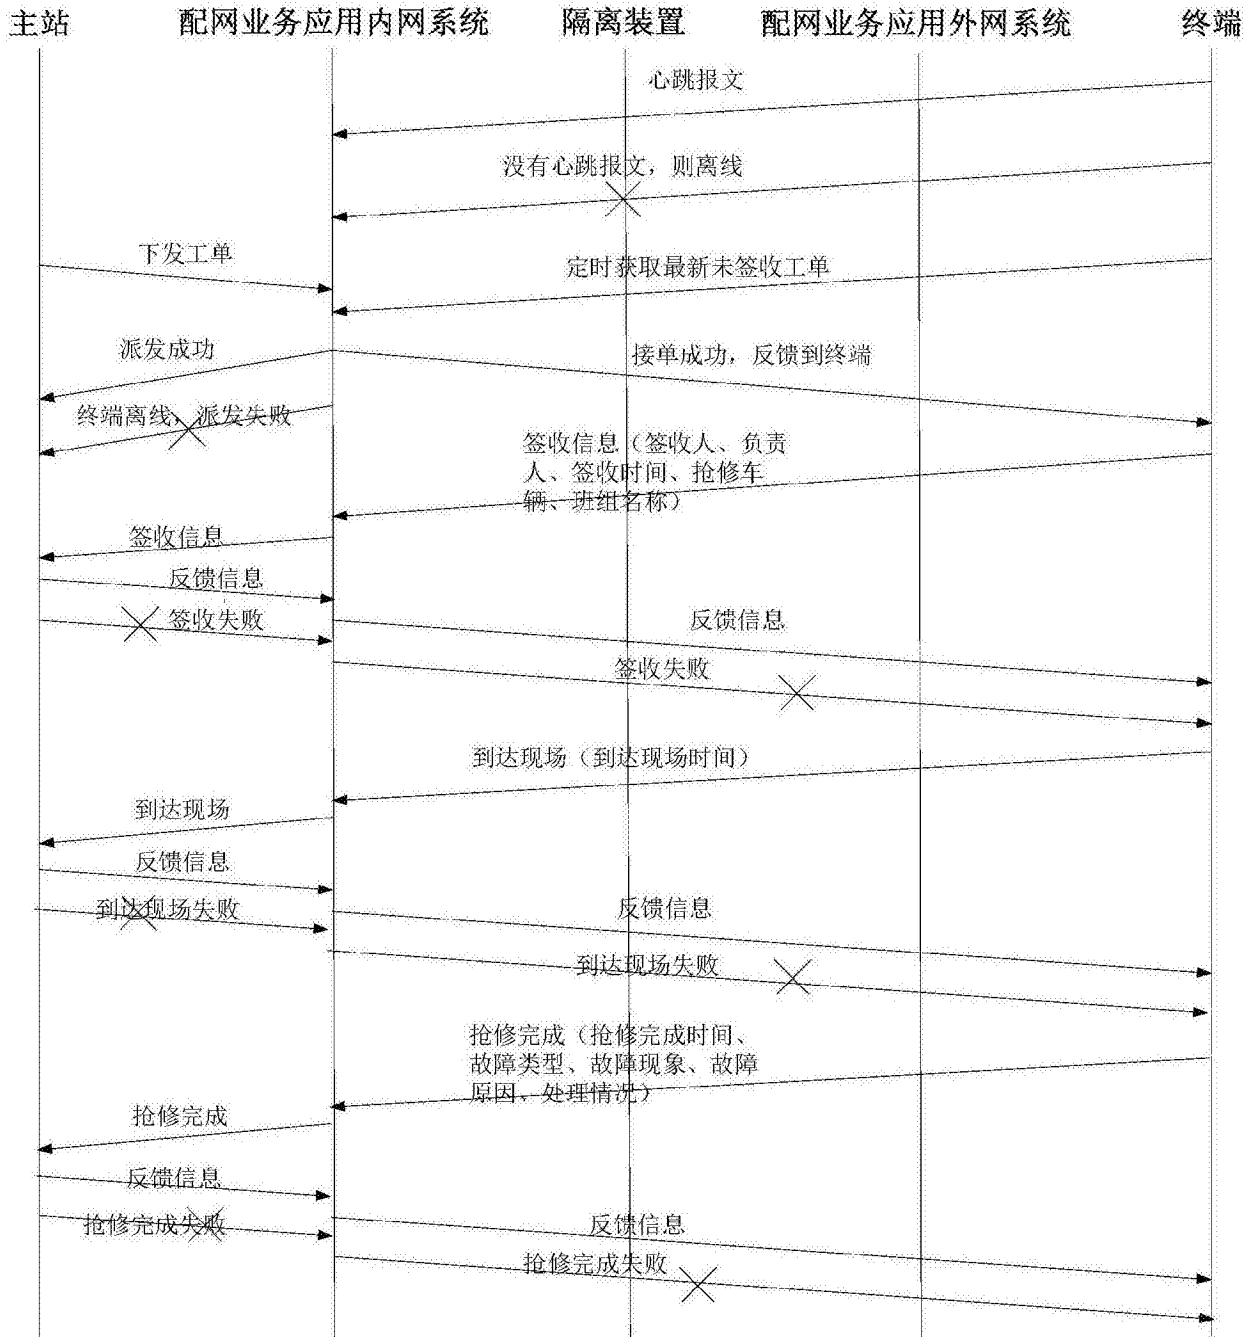 主站 配网业务应用内网系统 隔离装置 配网业务应用外网系统 终端
心跳报文
没有心跳报文，则离线
下发工单
定时获取最新未签收工单
派发成功
接单成功，反馈到终端
终端离线，派发失败
签收信息（签收人、负责
人、签收时间、抢修车
辆、班组名称）
签收信息
反馈信息
签收失败
反馈信息
签收失败
到达现场（到达现场时间）
到达现场
反馈信息
到达现场失败
反馈信息
到达现场失败
抢修完成（抢修完成时间、
故障类型、故障现象、故障
原因、处理情况）
抢修完成
反馈信息
抢修完成失败
反馈信息
抢修完成失败